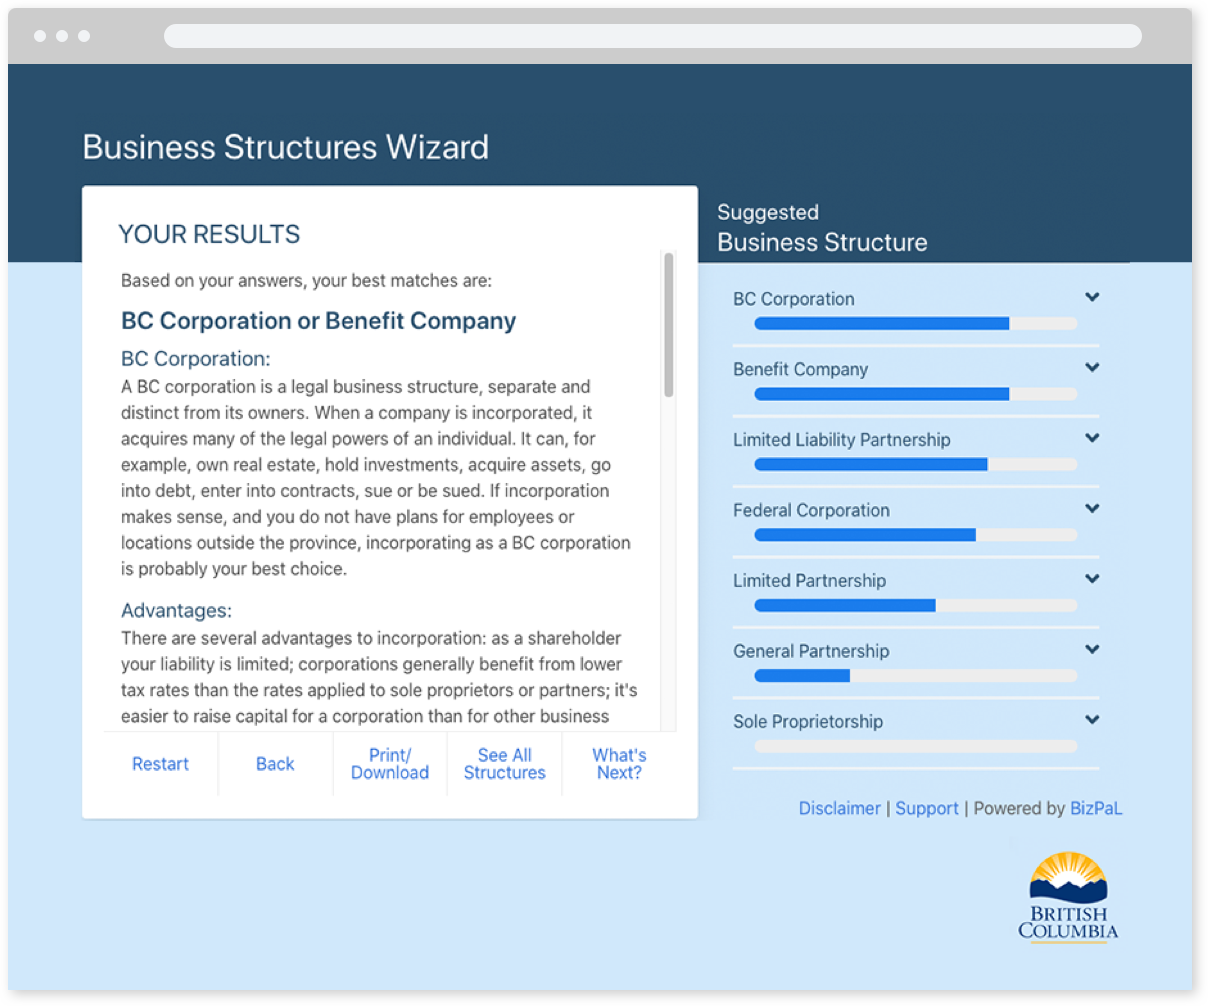 Business Structures Wizard
YOUR RESULTS
Based on your answers, your best matches are:
BC Corporation or Benefit Company
BC Corporation:
A BC corporation is a legal business structure, separate and
distinct from its owners. When a company is incorporated, it
acquires many of the legal powers of an individual. It can, for
example, own real estate, hold investments, acquire assets, go
into debt, enter into contracts, sue or be sued. If incorporation
makes sense, and you do not have plans for employees or
locations outside the province, incorporating as a BC corporation
is probably your best choice.
Advantages:
There are several advantages to incorporation: as a shareholder
your liability is limited; corporations generally benefit from lower
tax rates than the rates applied to sole proprietors or partners; it's
easier to raise capital for a corporation than for other business
Restart
Back
Print/
Download
See All
Structures
What's
Next?
Suggested
Business Structure
BC Corporation
Benefit Company
Limited Liability Partnership
Federal Corporation
Limited Partnership
General Partnership
Sole Proprietorship
Disclaimer | Support | Powered by BizPaL
BRITISH
COLUMBIA